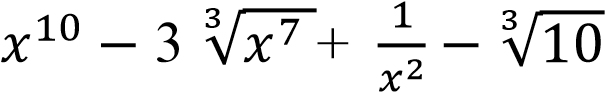 x¹⁰ − 3 ∛(x⁷) + 1/x² − ∛10